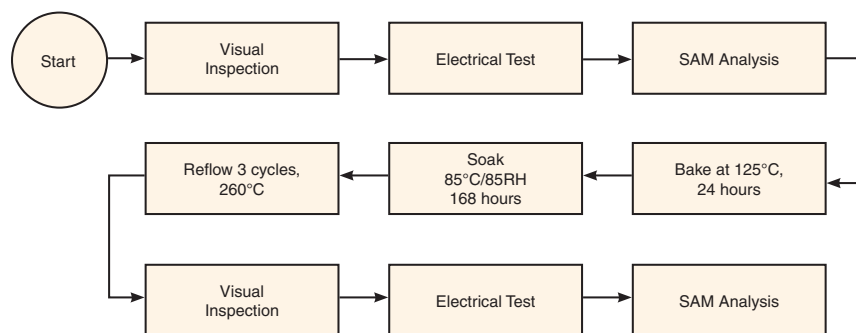 Start
Visual
Inspection
Electrical Test
SAM Analysis
Bake at 125°C,
24 hours
Soak
85°C/85RH
168 hours
Reflow 3 cycles,
260°C
Visual
Inspection
Electrical Test
SAM Analysis